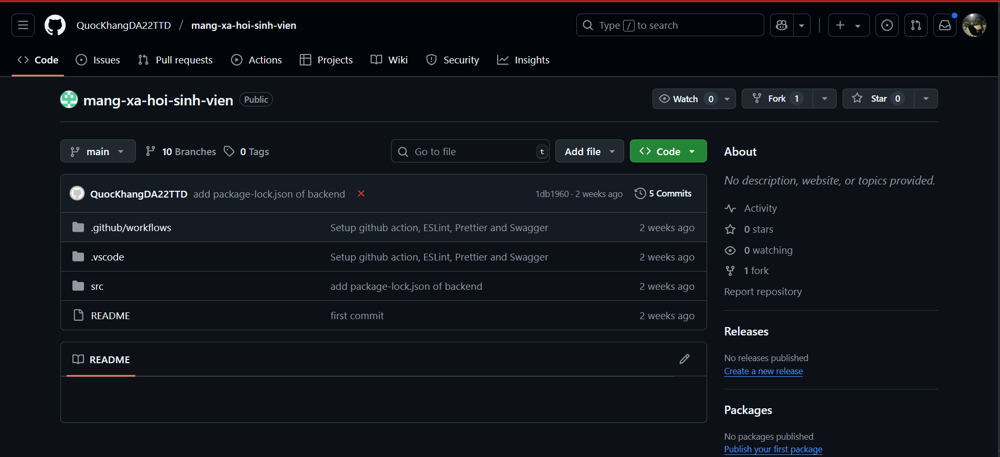 QuocKhangDA22TTD / mang-xa-hoi-sinh-vien
Type / to search
Code Issues Pull requests Actions Projects Wiki Security Insights
mang-xa-hoi-sinh-vien Public
Watch 0 Fork 1 Star 0
main 10 Branches 0 Tags Go to file t Add file Code
QuocKhangDA22TTD add package-lock.json of backend 1db1960 · 2 weeks ago 5 Commits
.github/workflows Setup github action, ESLint, Prettier and Swagger 2 weeks ago
.vscode Setup github action, ESLint, Prettier and Swagger 2 weeks ago
src add package-lock.json of backend 2 weeks ago
README first commit 2 weeks ago
README
About
No description, website, or topics provided.
Activity
0 stars
0 watching
1 fork
Report repository
Releases
No releases published
Create a new release
Packages
No packages published
Publish your first package